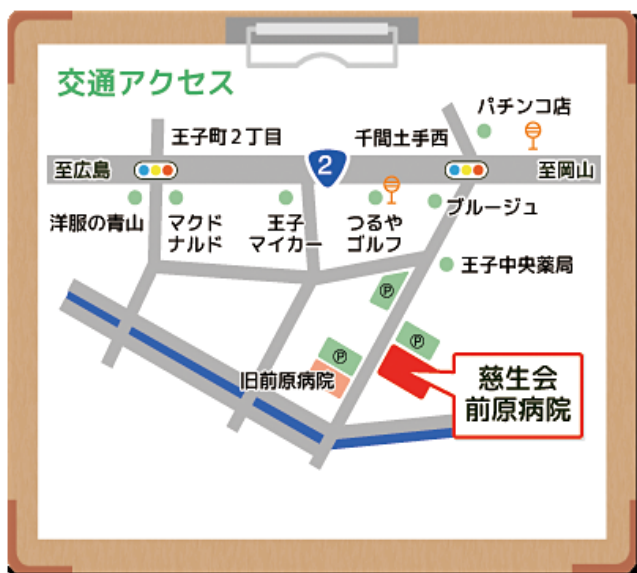 交通アクセス
パチンコ店
王子町2丁目
千間土手西
至広島
2
至岡山
洋服の青山
マクド
ナルド
王子
マイカー
つるや
ゴルフ
ブルージュ
王子中央薬局
P
P
P
旧前原病院
慈生会
前原病院